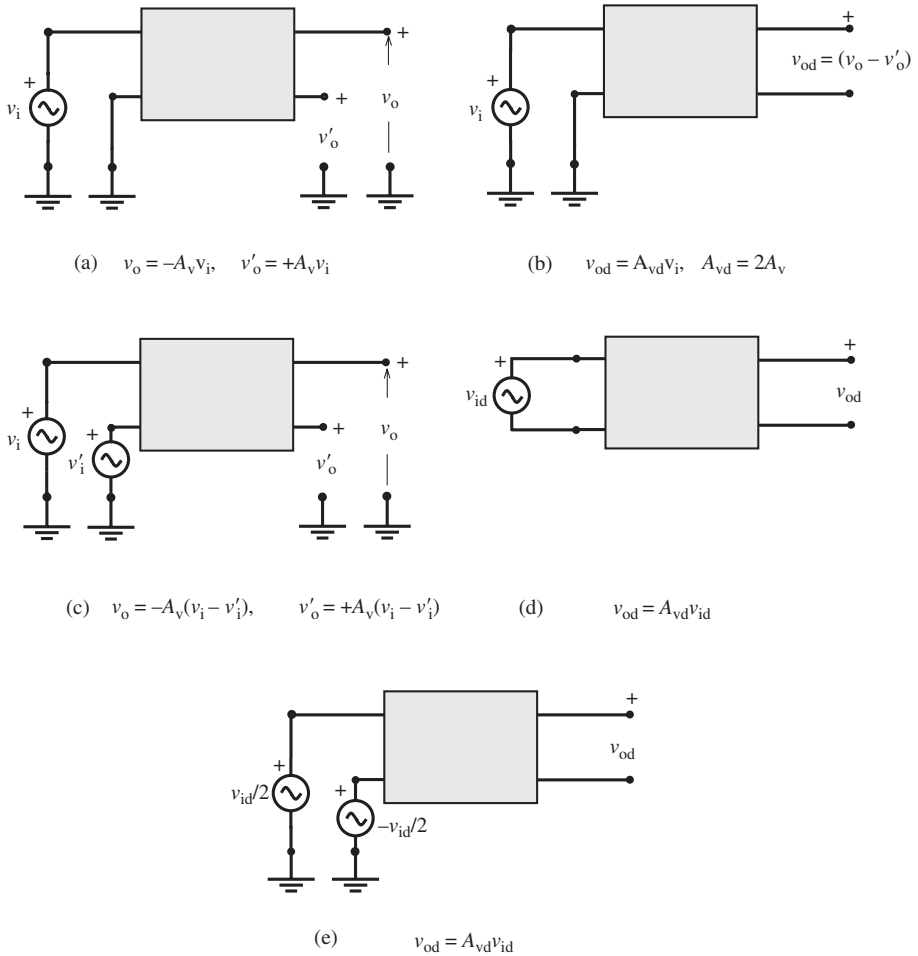 +
+
+
v_i
v_o
v'_o
(a) v_o = –A_v v_i, v'_o = +A_v v_i
+
+
v_i
v_od = (v_o – v'_o)
(b) v_od = A_vd v_i, A_vd = 2A_v
+
+
+
+
v_i
v'_i
v_o
v'_o
(c) v_o = –A_v(v_i – v'_i), v'_o = +A_v(v_i – v'_i)
+
+
v_id
v_od
(d) v_od = A_vd v_id
+
+
+
v_id/2
–v_id/2
v_od
(e) v_od = A_vd v_id